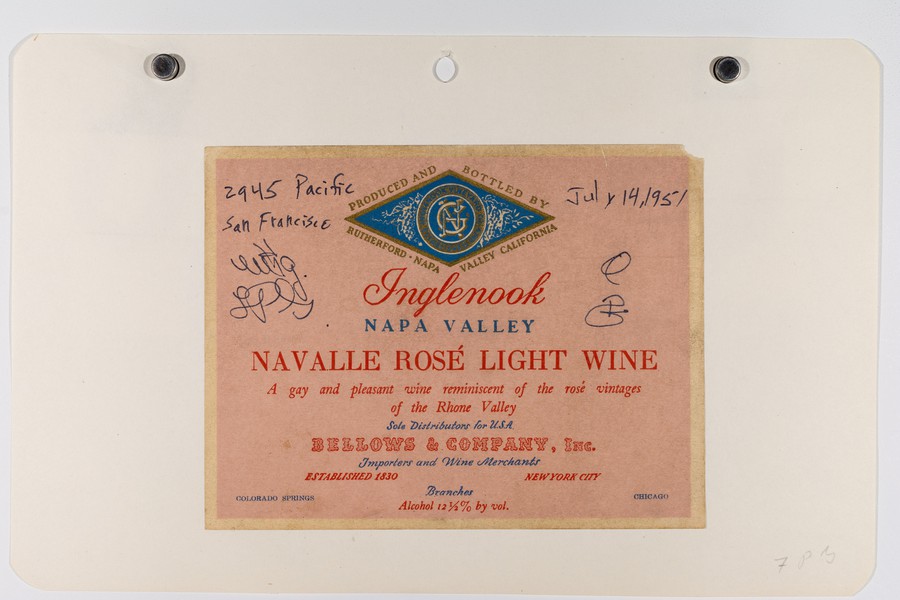 2945 Pacific
San Francisco
July 14, 1951
PRODUCED AND BOTTLED BY
RUTHERFORD · NAPA VALLEY CALIFORNIA
Inglenook
NAPA VALLEY
NAVALLE ROSÉ LIGHT WINE
A gay and pleasant wine reminiscent of the rosé vintages
of the Rhone Valley
Sole Distributors for U.S.A.
BELLOWS & COMPANY, Inc.
Importers and Wine Merchants
ESTABLISHED 1830 NEW YORK CITY
Branches
COLORADO SPRINGS CHICAGO
Alcohol 12½% by vol.